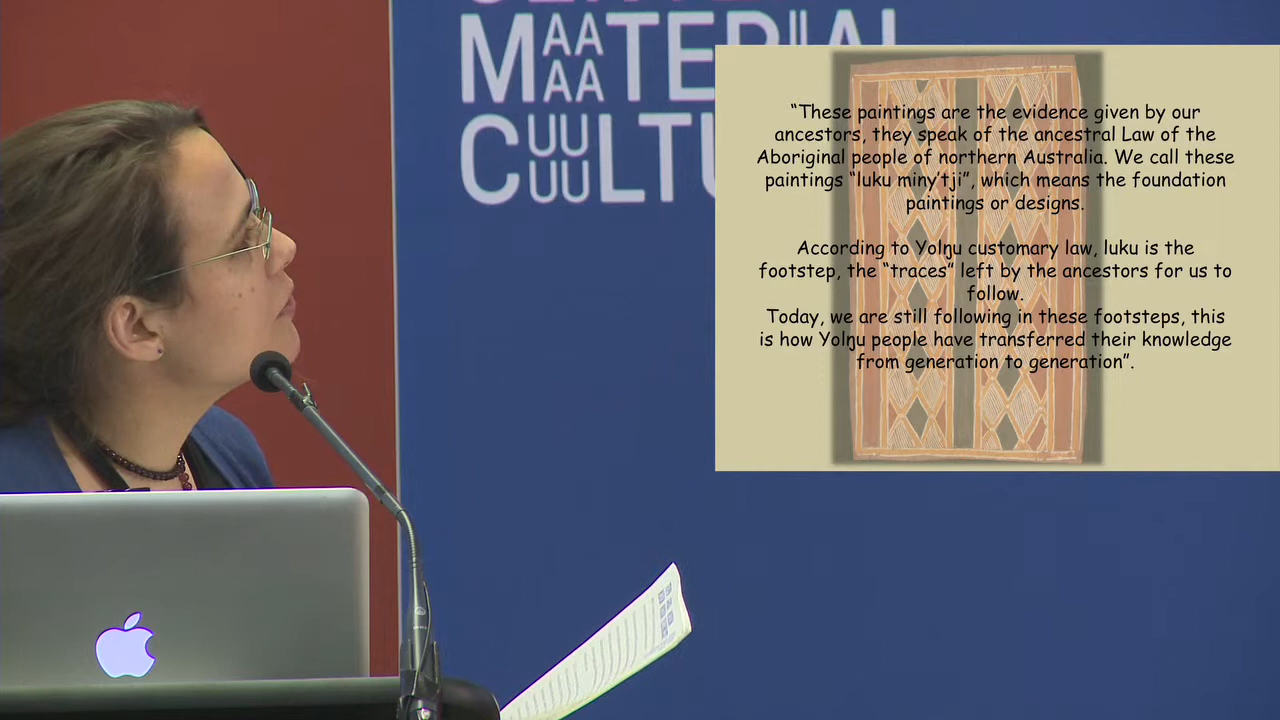 MAATERIAL
AA
CUULTU
UU
“These paintings are the evidence given by our
ancestors, they speak of the ancestral Law of the
Aboriginal people of northern Australia. We call these
paintings “luku miny’tji”, which means the foundation
paintings or designs.
According to Yolŋu customary law, luku is the
footstep, the “traces” left by the ancestors for us to
follow.
Today, we are still following in these footsteps, this
is how Yolŋu people have transferred their knowledge
from generation to generation”.